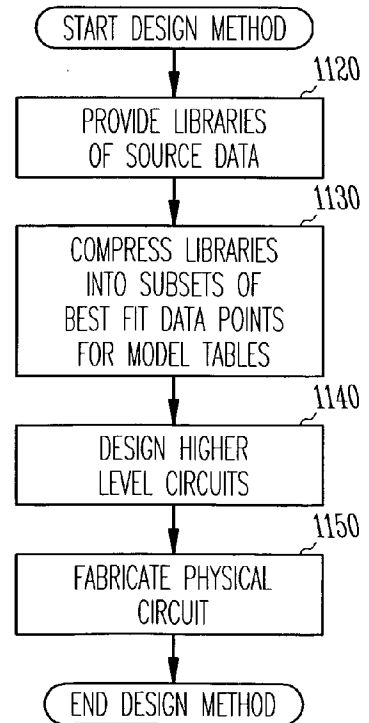 START DESIGN METHOD
1120
PROVIDE LIBRARIES
OF SOURCE DATA
1130
COMPRESS LIBRARIES
INTO SUBSETS OF
BEST FIT DATA POINTS
FOR MODEL TABLES
1140
DESIGN HIGHER
LEVEL CIRCUITS
1150
FABRICATE PHYSICAL
CIRCUIT
END DESIGN METHOD